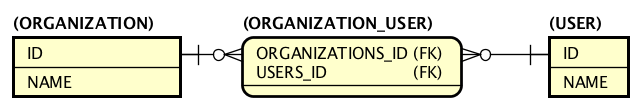 (ORGANIZATION)
ID
NAME
(ORGANIZATION_USER)
ORGANIZATIONS_ID (FK)
USERS_ID (FK)
(USER)
ID
NAME